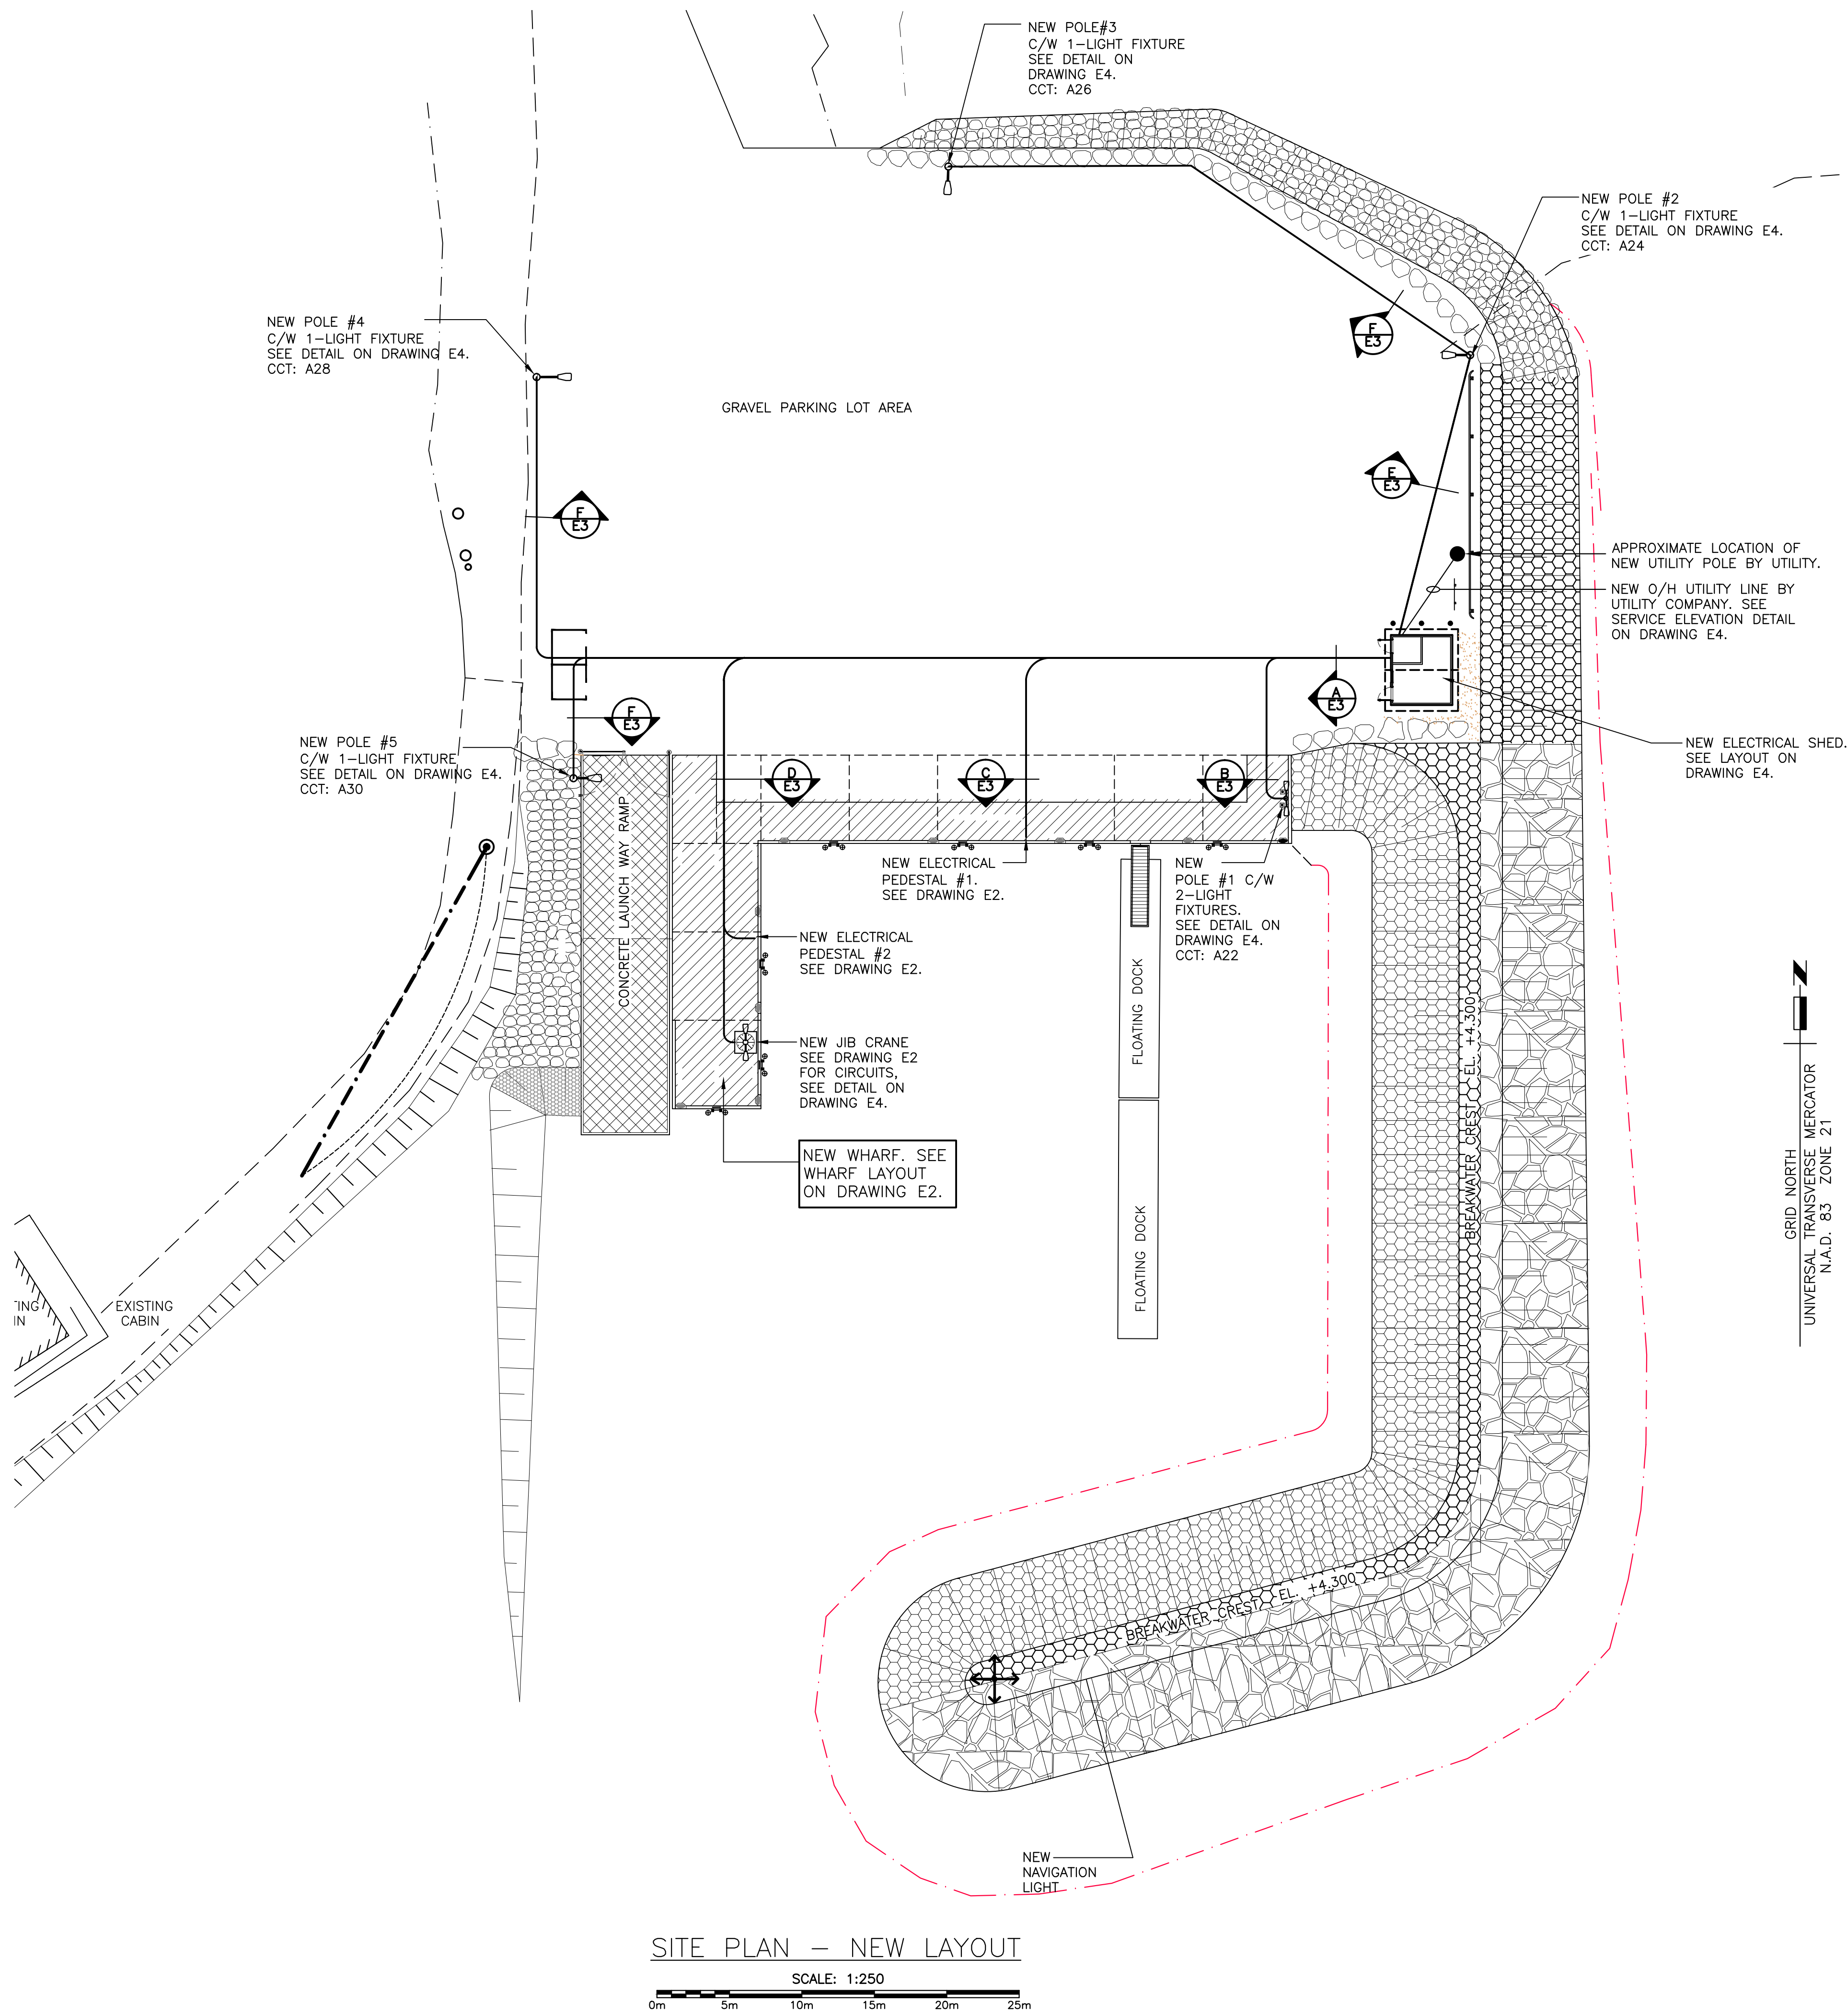 NEW POLE#3
C/W 1-LIGHT FIXTURE
SEE DETAIL ON
DRAWING E4.
CCT: A26
NEW POLE #2
C/W 1-LIGHT FIXTURE
SEE DETAIL ON DRAWING E4.
CCT: A24
NEW POLE #4
C/W 1-LIGHT FIXTURE
SEE DETAIL ON DRAWING E4.
CCT: A28
F
E3
GRAVEL PARKING LOT AREA
E
E3
F
E3
APPROXIMATE LOCATION OF
NEW UTILITY POLE BY UTILITY.
NEW O/H UTILITY LINE BY
UTILITY COMPANY. SEE
SERVICE ELEVATION DETAIL
ON DRAWING E4.
A
E3
F
E3
NEW POLE #5
C/W 1-LIGHT FIXTURE
SEE DETAIL ON DRAWING E4.
CCT: A30
NEW ELECTRICAL SHED.
SEE LAYOUT ON
DRAWING E4.
D
E3
C
E3
B
E3
CONCRETE LAUNCH WAY RAMP
NEW ELECTRICAL
PEDESTAL #1.
SEE DRAWING E2.
NEW
POLE #1 C/W
2-LIGHT
FIXTURES.
SEE DETAIL ON
DRAWING E4.
CCT: A22
NEW ELECTRICAL
PEDESTAL #2
SEE DRAWING E2.
NEW JIB CRANE
SEE DRAWING E2
FOR CIRCUITS,
SEE DETAIL ON
DRAWING E4.
FLOATING DOCK
FLOATING DOCK
NEW WHARF. SEE
WHARF LAYOUT
ON DRAWING E2.
BREAKWATER CREST EL. +4.300
N
GRID NORTH
UNIVERSAL TRANSVERSE MERCATOR
N.A.D. 83 ZONE 21
TING
IN
EXISTING
CABIN
BREAKWATER CREST EL. +4.300
NEW
NAVIGATION
LIGHT
SITE PLAN - NEW LAYOUT
SCALE: 1:250
0m 5m 10m 15m 20m 25m